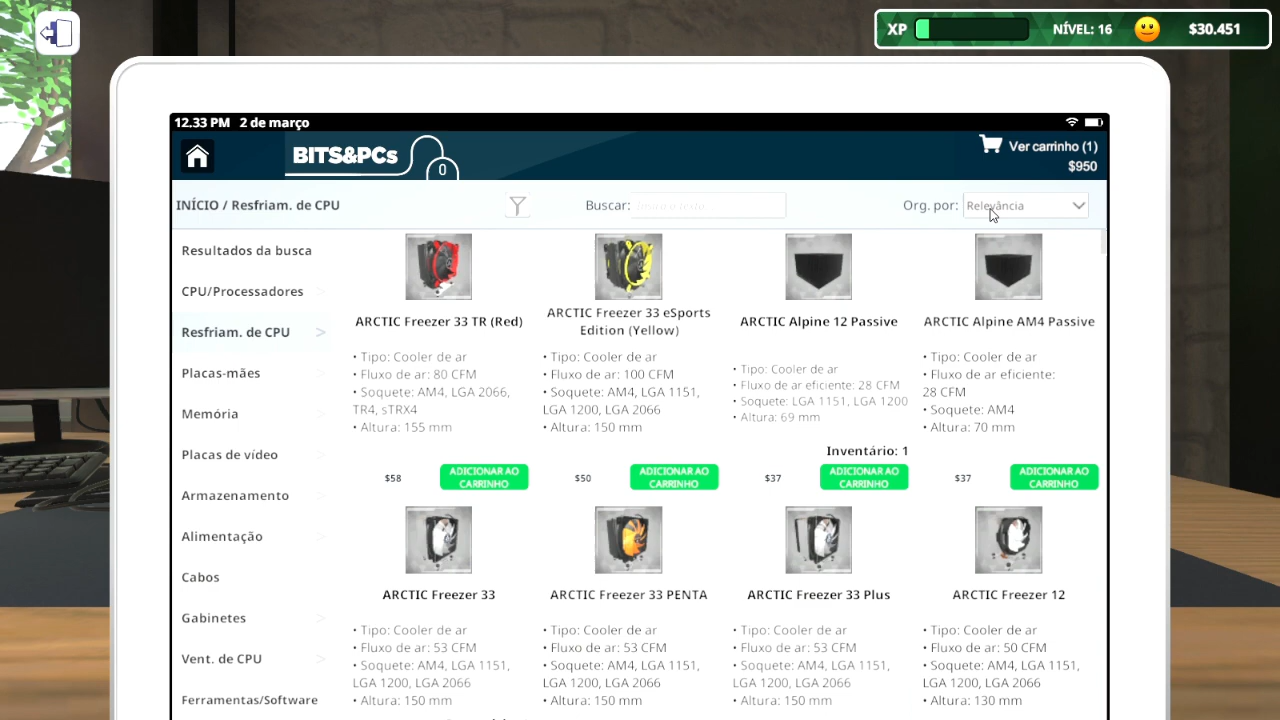 XP NÍVEL: 16 $30.451
12.33 PM 2 de março
BITS&PCs 0
Ver carrinho (1)
$950
INÍCIO / Resfriam. de CPU Buscar: Org. por: Relevância
Resultados da busca
CPU/Processadores >
Resfriam. de CPU >
Placas-mães >
Memória >
Placas de vídeo >
Armazenamento >
Alimentação >
Cabos
Gabinetes >
Vent. de CPU >
Ferramentas/Software
ARCTIC Freezer 33 TR (Red)
• Tipo: Cooler de ar
• Fluxo de ar: 80 CFM
• Soquete: AM4, LGA 2066,
TR4, sTRX4
• Altura: 155 mm
$58 ADICIONAR AO
CARRINHO
ARCTIC Freezer 33 eSports
Edition (Yellow)
• Tipo: Cooler de ar
• Fluxo de ar: 100 CFM
• Soquete: AM4, LGA 1151,
LGA 1200, LGA 2066
• Altura: 150 mm
$50 ADICIONAR AO
CARRINHO
ARCTIC Alpine 12 Passive
• Tipo: Cooler de ar
• Fluxo de ar eficiente: 28 CFM
• Soquete: LGA 1151, LGA 1200
• Altura: 69 mm
Inventário: 1
$37 ADICIONAR AO
CARRINHO
ARCTIC Alpine AM4 Passive
• Tipo: Cooler de ar
• Fluxo de ar eficiente:
28 CFM
• Soquete: AM4
• Altura: 70 mm
$37 ADICIONAR AO
CARRINHO
ARCTIC Freezer 33
• Tipo: Cooler de ar
• Fluxo de ar: 53 CFM
• Soquete: AM4, LGA 1151,
LGA 1200, LGA 2066
• Altura: 150 mm
ARCTIC Freezer 33 PENTA
• Tipo: Cooler de ar
• Fluxo de ar: 53 CFM
• Soquete: AM4, LGA 1151,
LGA 1200, LGA 2066
• Altura: 150 mm
ARCTIC Freezer 33 Plus
• Tipo: Cooler de ar
• Fluxo de ar: 53 CFM
• Soquete: AM4, LGA 1151,
LGA 1200, LGA 2066
• Altura: 150 mm
ARCTIC Freezer 12
• Tipo: Cooler de ar
• Fluxo de ar: 50 CFM
• Soquete: AM4, LGA 1151,
LGA 1200, LGA 2066
• Altura: 130 mm